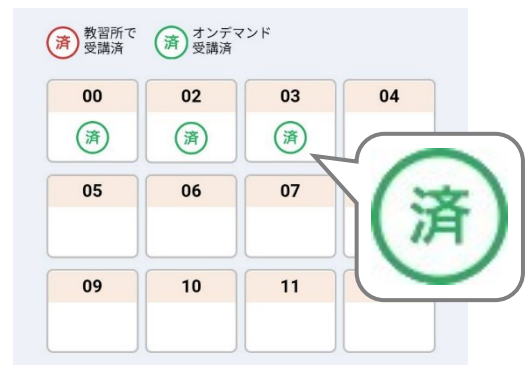 済 教習所で
受講済
済 オンデマンド
受講済
00 02 03 04
済 済 済
済
05 06 07
09 10 11